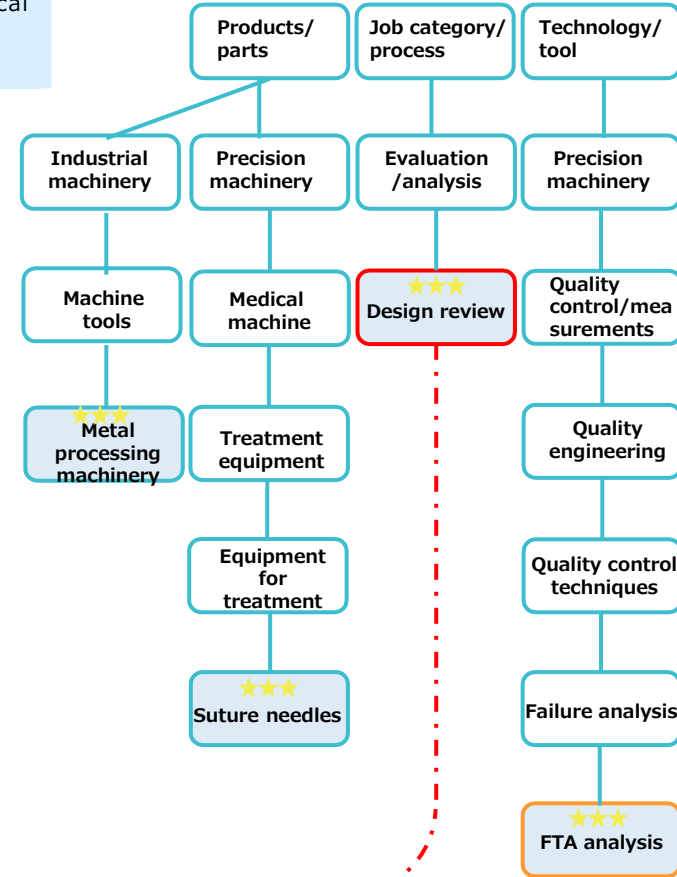 cal
Products/
parts
Job category/
process
Technology/
tool
Industrial
machinery
Precision
machinery
Evaluation
/analysis
Precision
machinery
Machine
tools
Medical
machine
Design review
Quality
control/mea
surements
Metal
processing
machinery
Treatment
equipment
Quality
engineering
Equipment
for
treatment
Quality control
techniques
Suture needles
Failure analysis
FTA analysis